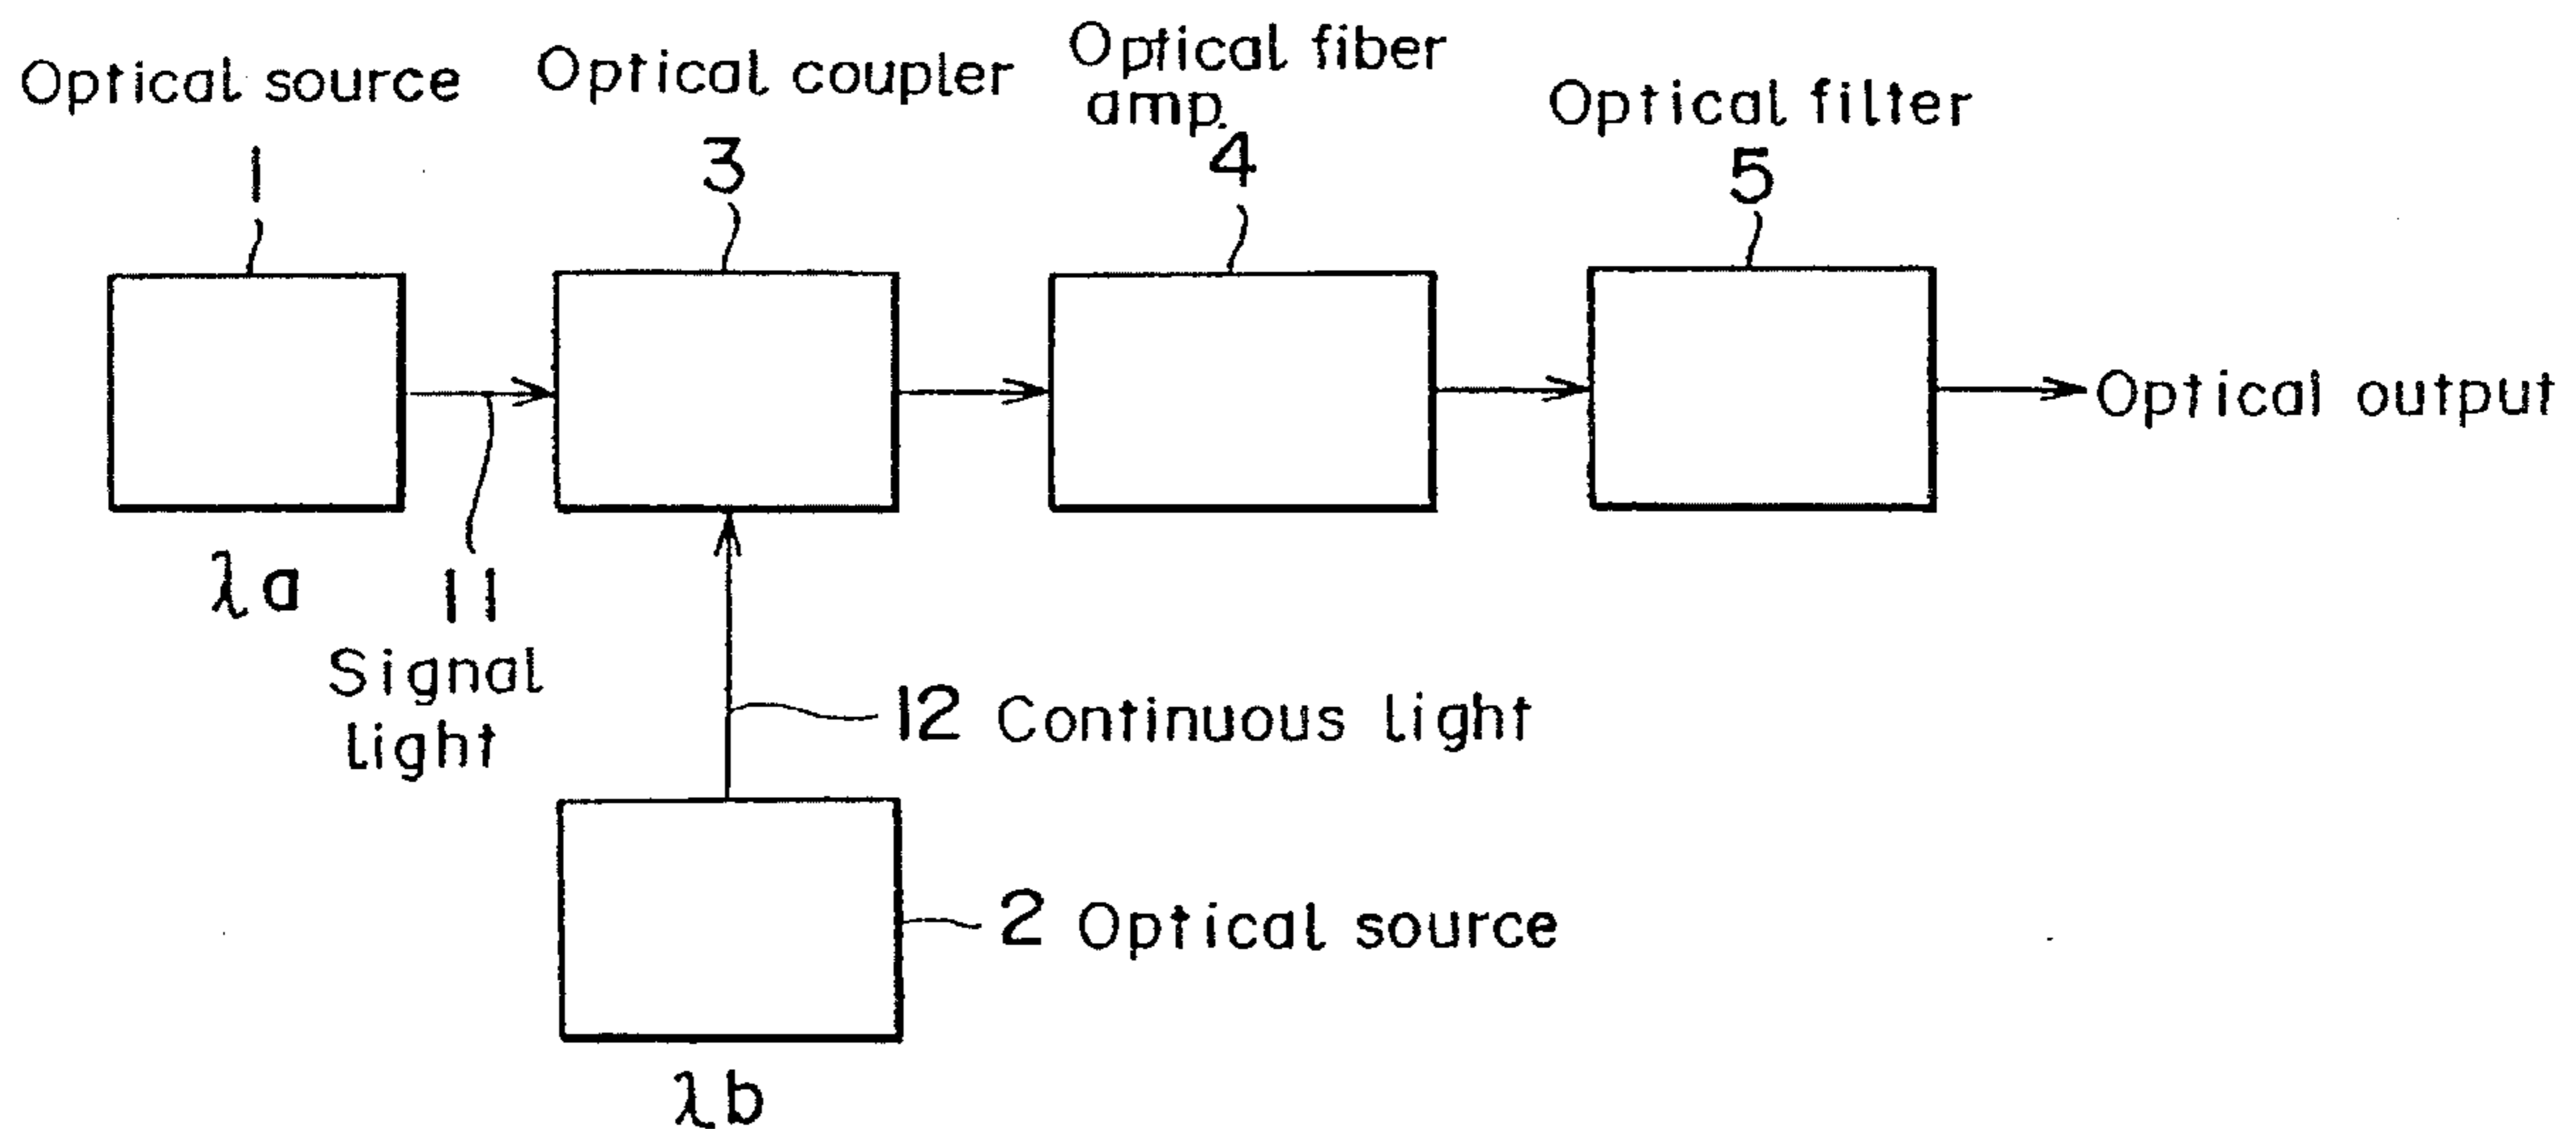 Optical source
1
Optical coupler
3
Optical fiber
amp.
4
Optical filter
5
Optical output
λa
11
Signal
light
12 Continuous light
2 Optical source
λb